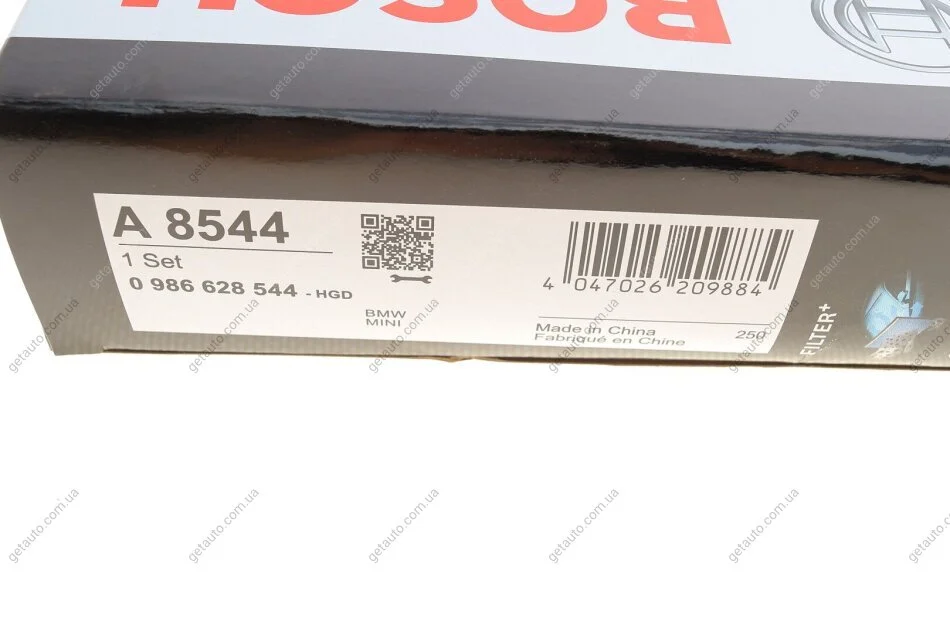 BOSCH
A 8544
1 Set
0 986 628 544 - HGD
BMW
MINI
4 047026 209884
Made in China
Fabriqué en Chine
250
FILTER+
getauto.com.ua